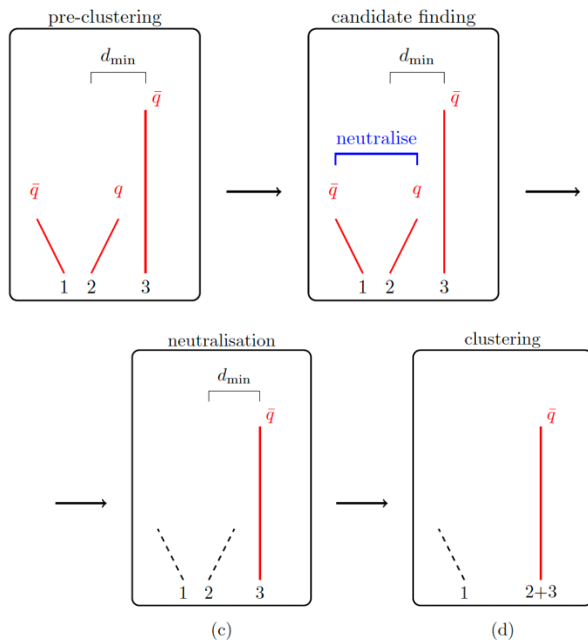 pre-clustering
d_min
q̄
q̄
q
1 2 3
candidate finding
d_min
q̄
neutralise
q̄
q
1 2 3
neutralisation
d_min
q̄
1 2 3
(c)
clustering
q̄
1 2+3
(d)